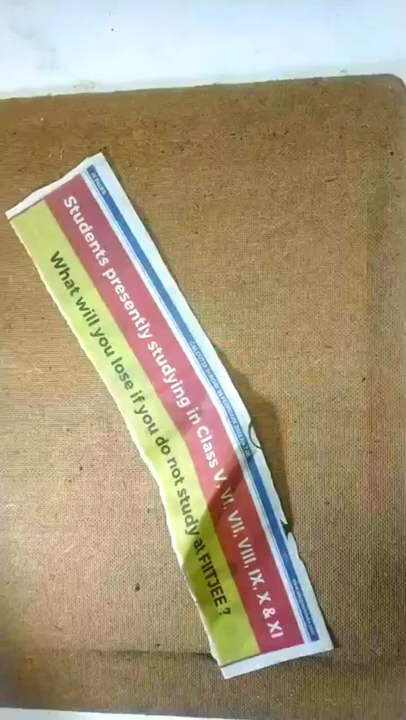 Students presently studying in Class V, VI, VII, VIII, IX, X & XI
What will you lose if you do not study at FIITJEE ?